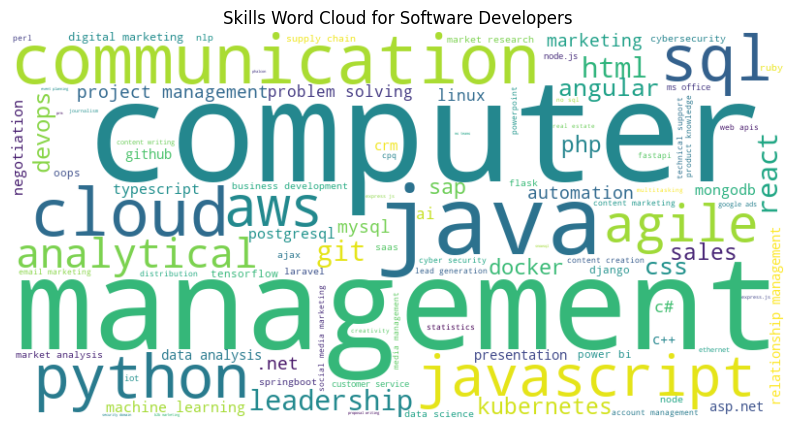 Skills Word Cloud for Software Developers
perl
digital marketing
nlp
supply chain
market research
marketing
cybersecurity
communication
node.js
html
sql
ruby
project management
problem solving
linux
angular
ms office
negotiation
devops
journalism
computer
powerpoint
no sql
real estate
technical support
product knowledge
web apis
content writing
github
crm
cpq
php
fastapi
react
oops
typescript
business development
sap
flask
automation
multitasking
mongodb
cloud
aws
java
express js
content marketing
google ads
postgresql
mysql
ai
agile
analytical
git
ajax
saas
cyber security
content creation
sales
email marketing
distribution
tensorflow
laravel
lead generation
docker
django
css
relationship management
management
social media marketing
media management
creativity
statistics
c#
express.js
c++
ethernet
market analysis
data analysis
.net
presentation
power bi
python
iot
springboot
customer service
javascript
machine learning
leadership
data science
kubernetes
account management
node
asp.net